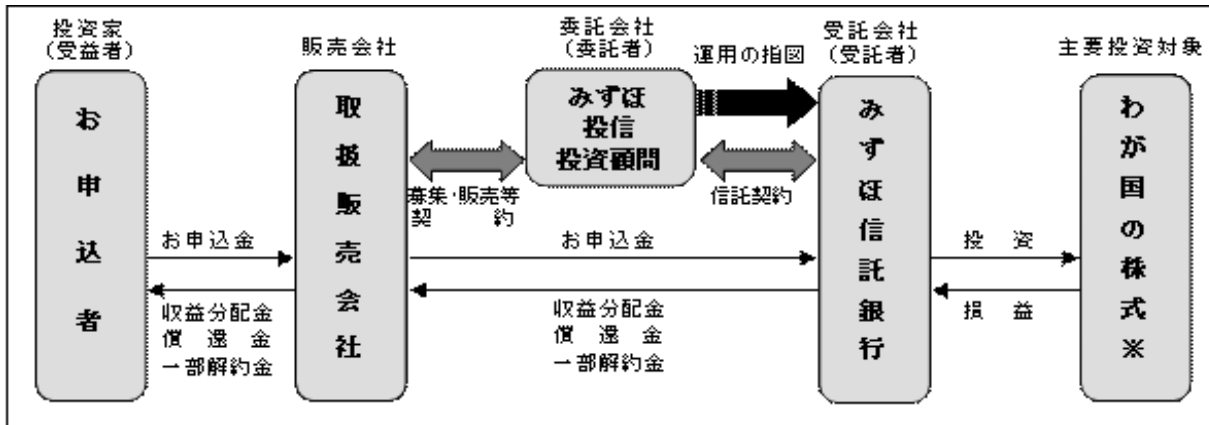 投資家
(受益者)
お申込者
販売会社
取扱販売会社
委託会社
(委託者)
みずほ
投信
投資顧問
運用の指図
受託会社
(受託者)
みずほ信託銀行
主要投資対象
わが国の株式※
募集・販売等
契 約
信託契約
お申込金
お申込金
投 資
収益分配金
償 還 金
一部解約金
収益分配金
償 還 金
一部解約金
損 益